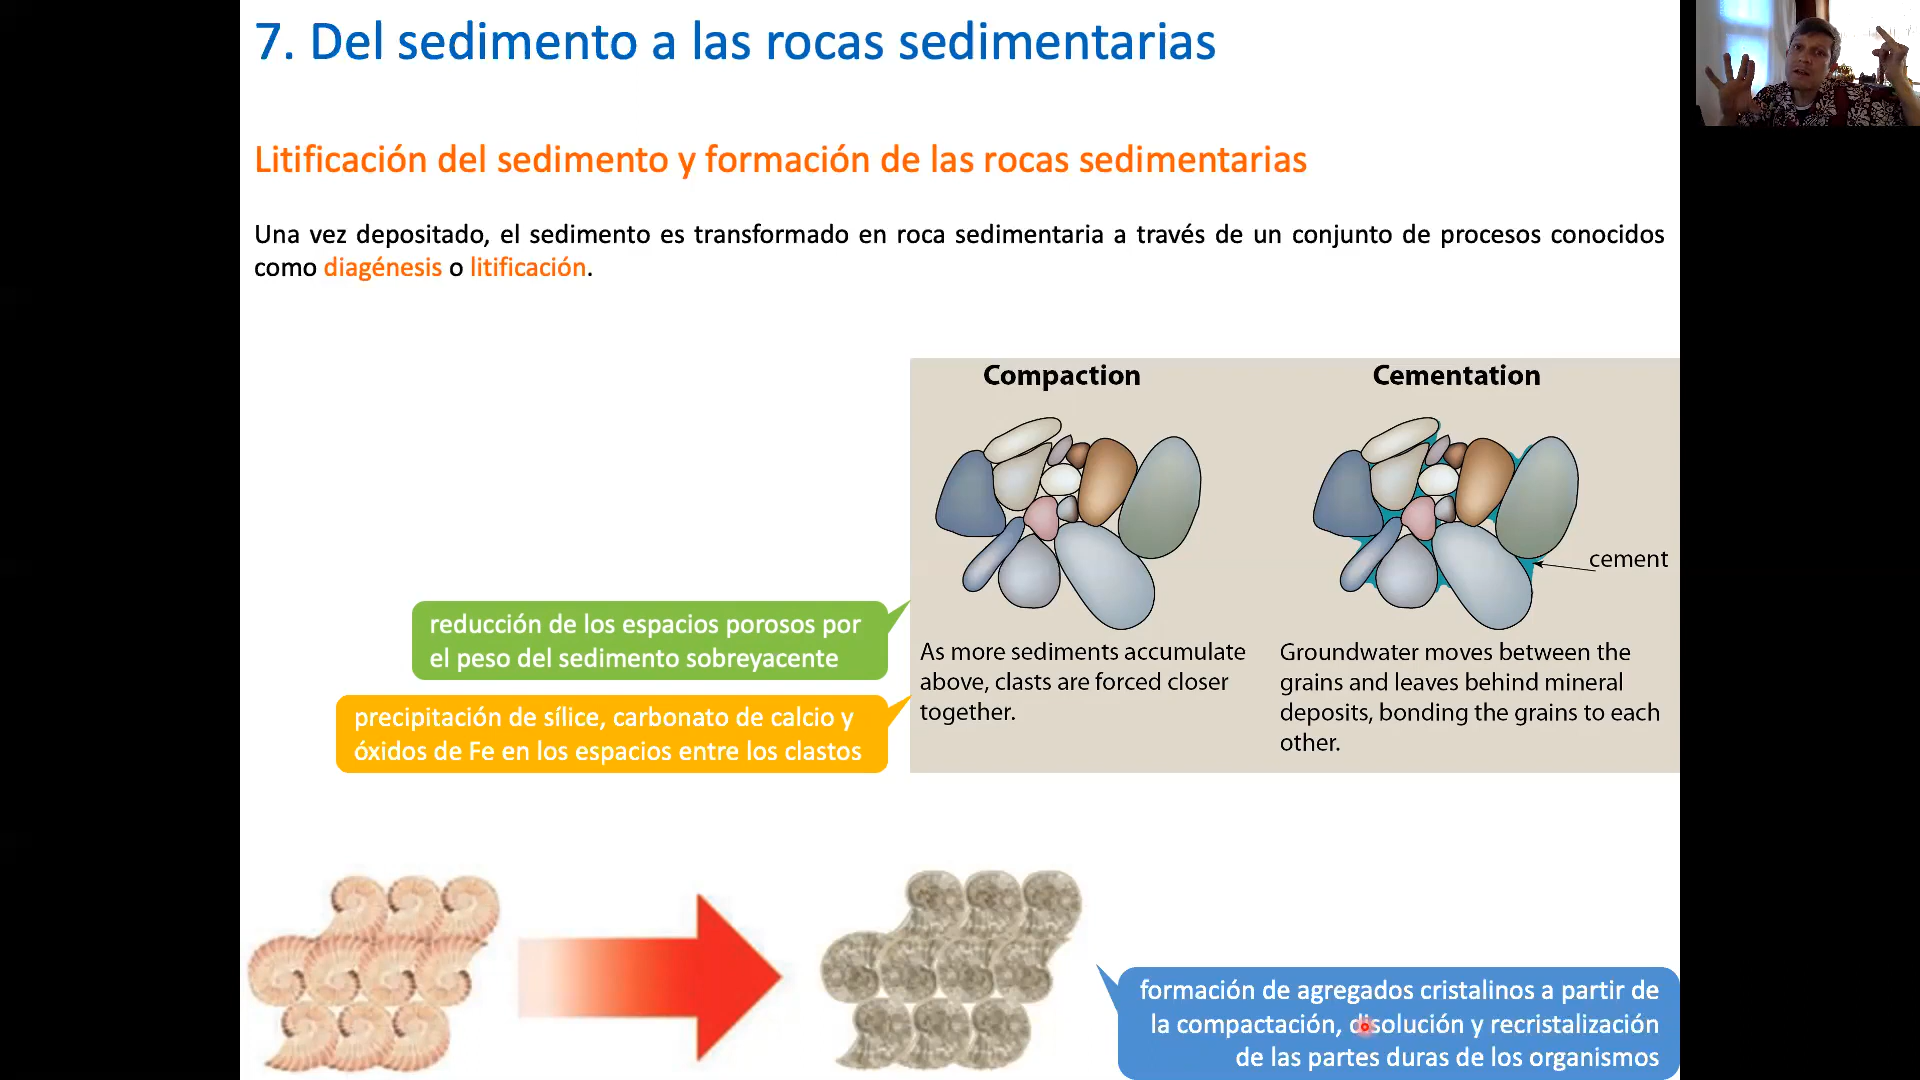 7. Del sedimento a las rocas sedimentarias
Litificación del sedimento y formación de las rocas sedimentarias
Una vez depositado, el sedimento es transformado en roca sedimentaria a través de un conjunto de procesos conocidos
como diagénesis o litificación.
Compaction
Cementation
cement
reducción de los espacios porosos por
el peso del sedimento sobreyacente
precipitación de sílice, carbonato de calcio y
óxidos de Fe en los espacios entre los clastos
As more sediments accumulate
above, clasts are forced closer
together.
Groundwater moves between the
grains and leaves behind mineral
deposits, bonding the grains to each
other.
formación de agregados cristalinos a partir de
la compactación, disolución y recristalización
de las partes duras de los organismos